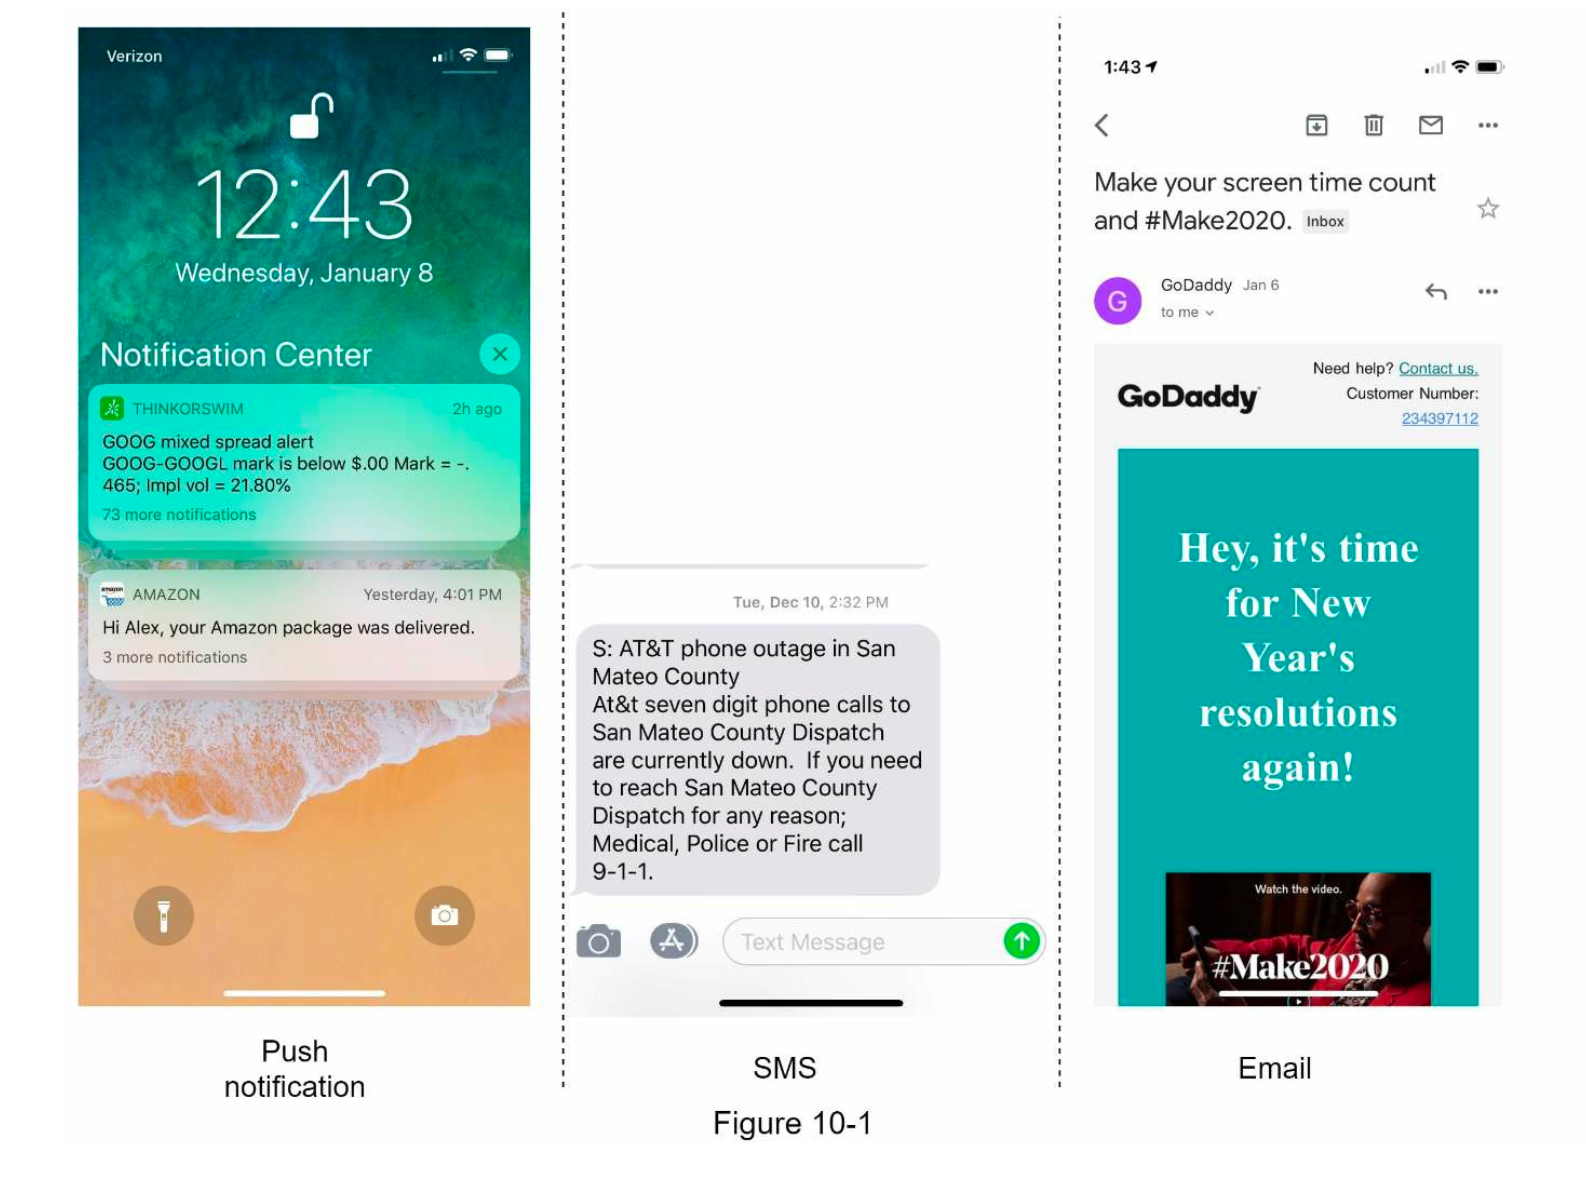 Verizon
12:43
Wednesday, January 8
Notification Center
THINKORSWIM 2h ago
GOOG mixed spread alert
GOOG-GOOGL mark is below $.00 Mark = -.
465; Impl vol = 21.80%
73 more notifications
amazon
AMAZON Yesterday, 4:01 PM
Hi Alex, your Amazon package was delivered.
3 more notifications
Push
notification
Tue, Dec 10, 2:32 PM
S: AT&T phone outage in San
Mateo County
At&t seven digit phone calls to
San Mateo County Dispatch
are currently down.  If you need
to reach San Mateo County
Dispatch for any reason;
Medical, Police or Fire call
9-1-1.
Text Message
SMS
1:43
Make your screen time count
and #Make2020. Inbox
G
GoDaddy Jan 6
to me
Need help? Contact us.
GoDaddy
Customer Number:
234397112
Hey, it's time
for New
Year's
resolutions
again!
Watch the video.
#Make2020
Email
Figure 10-1